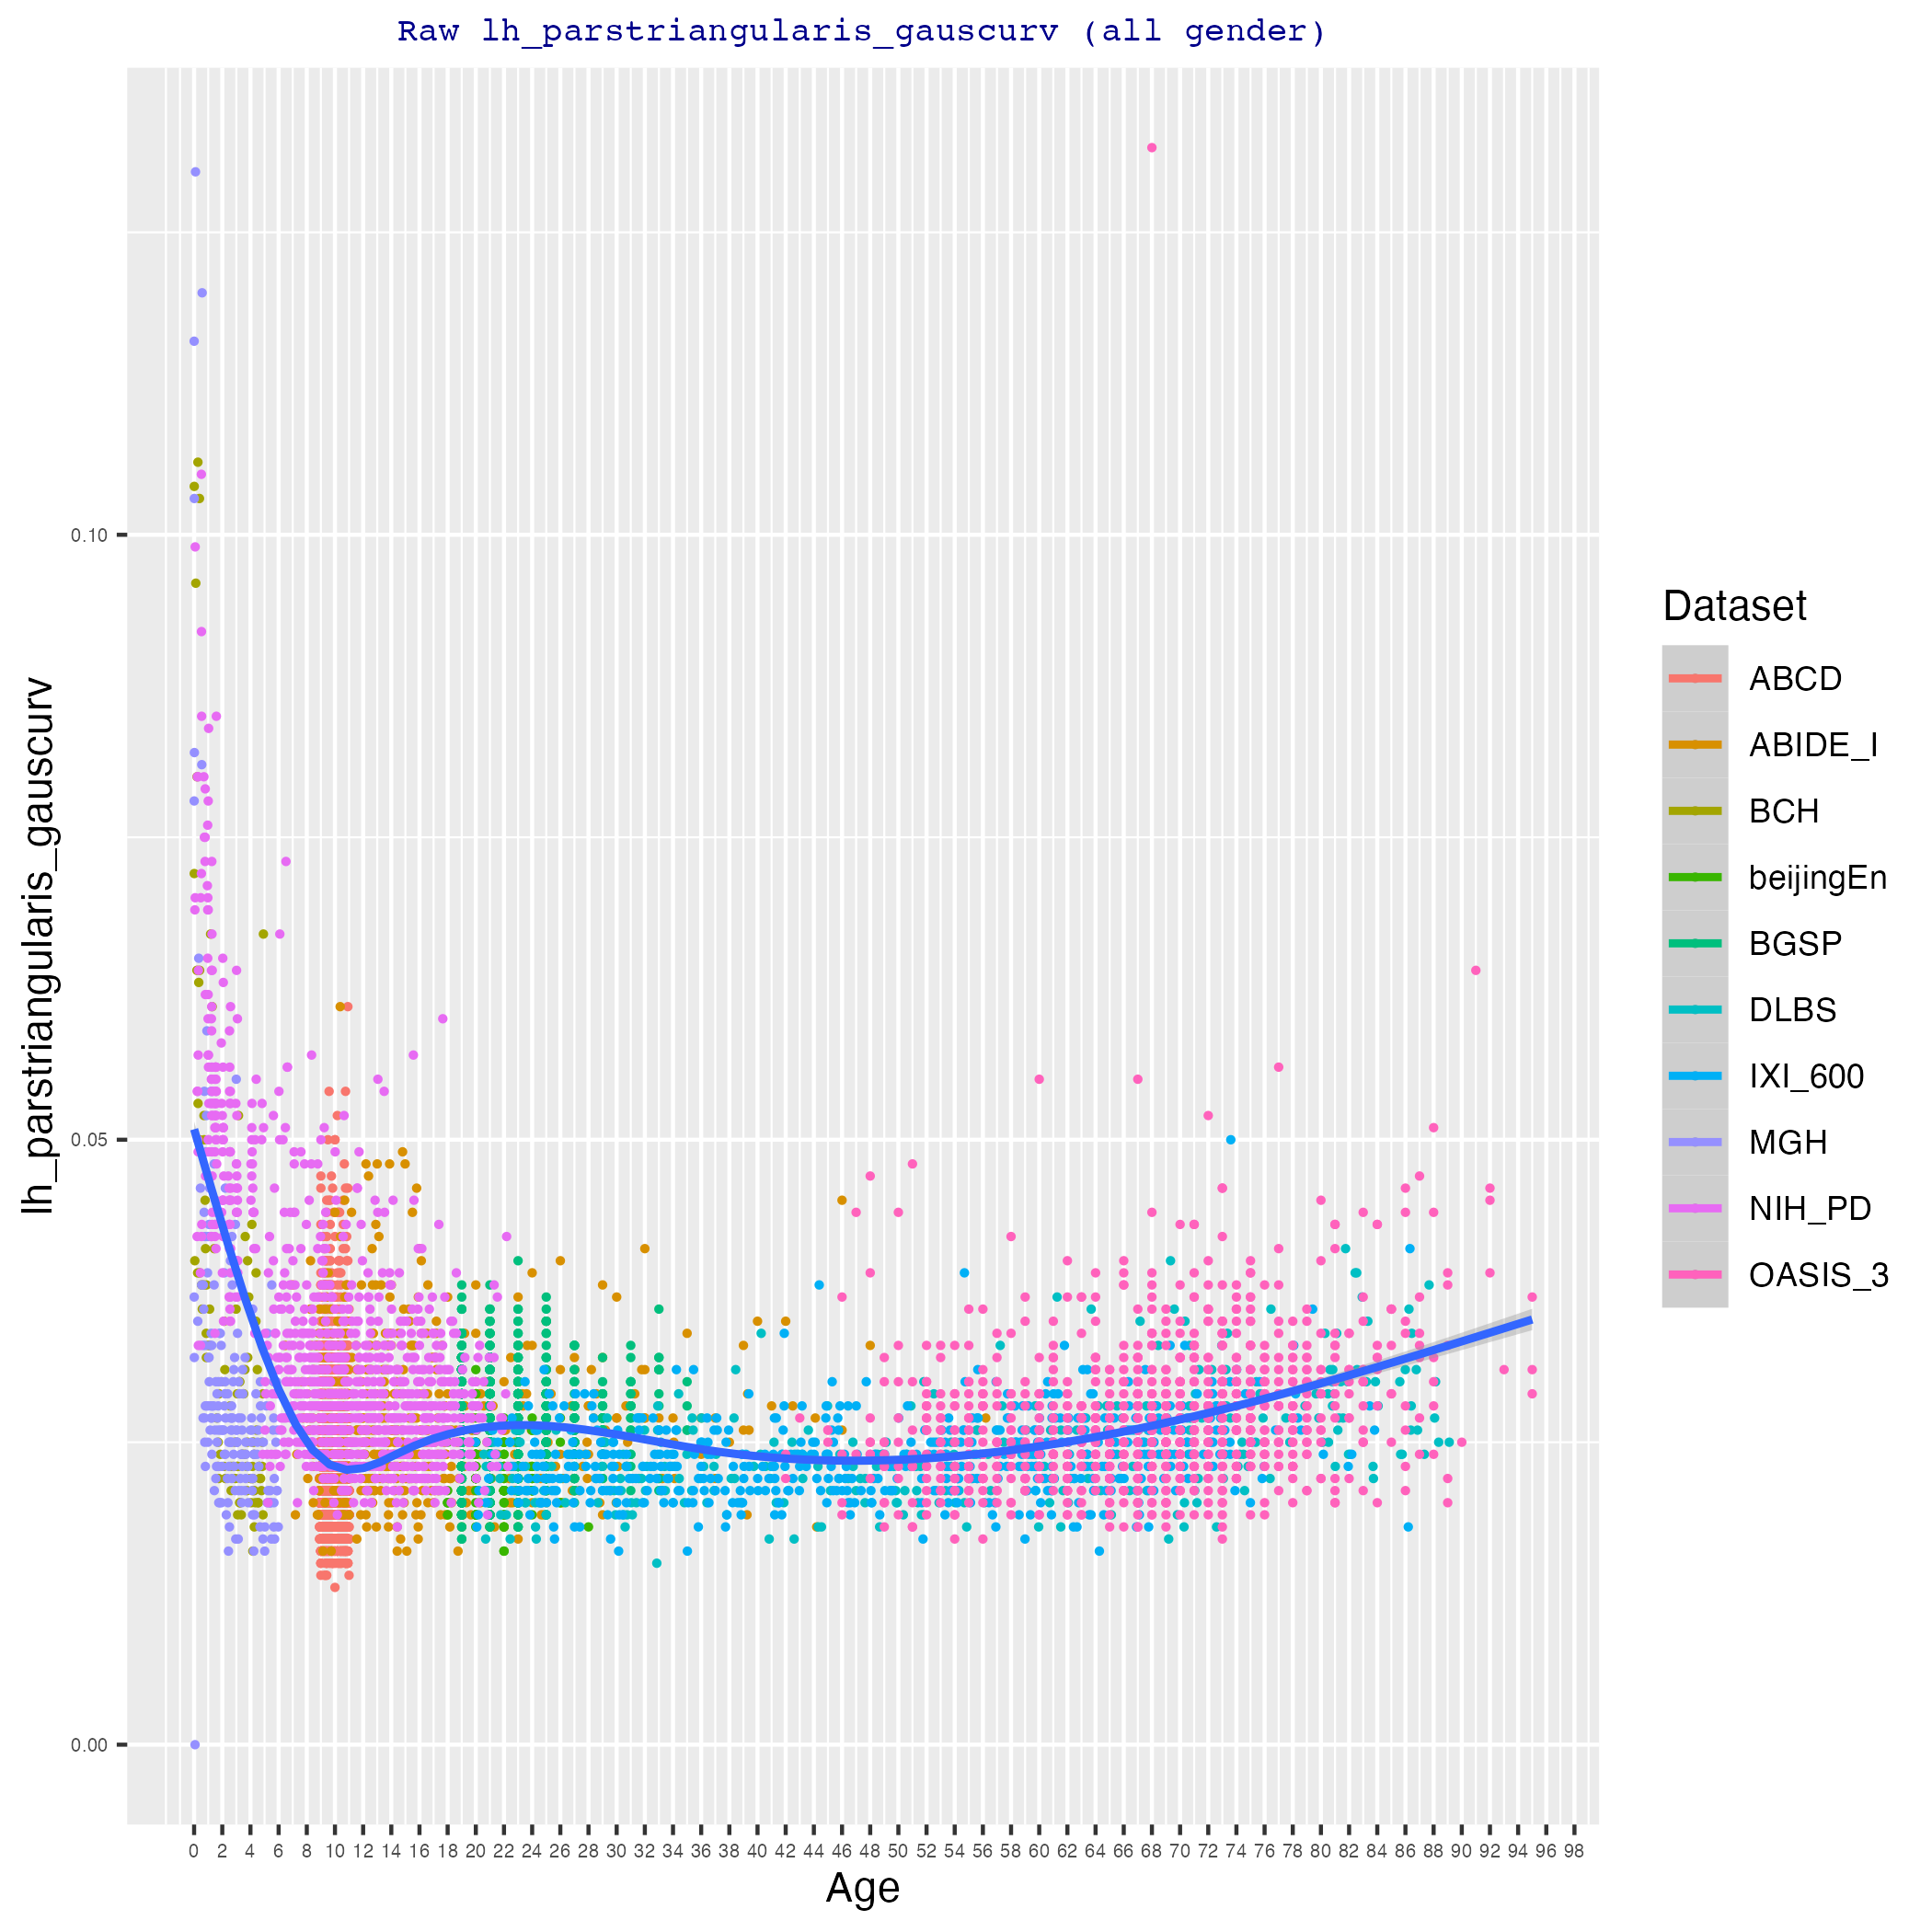 Raw lh_parstriangularis_gauscurv (all gender)
lh_parstriangularis_gauscurv
0.10
0.05
0.00
0 2 4 6 8 10 12 14 16 18 20 22 24 26 28 30 32 34 36 38 40 42 44 46 48 50 52 54 56 58 60 62 64 66 68 70 72 74 76 78 80 82 84 86 88 90 92 94 96 98
Age
Dataset
ABCD
ABIDE_I
BCH
beijingEn
BGSP
DLBS
IXI_600
MGH
NIH_PD
OASIS_3